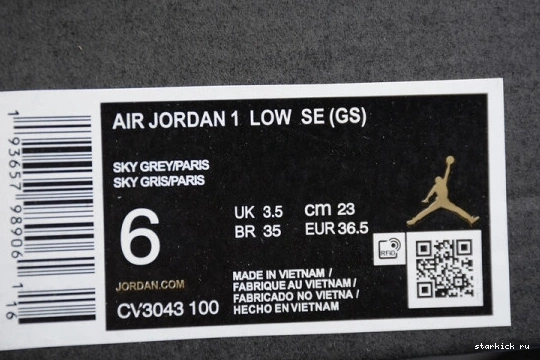 AIR JORDAN 1 LOW SE (GS)
SKY GREY/PARIS
SKY GRIS/PARIS
6
UK 3.5 cm 23
BR 35 EUR 36.5
RFID
JORDAN.COM
CV3043 100
MADE IN VIETNAM /
FABRIQUE AU VIETNAM /
FABRICADO NO VIETNA /
HECHO EN VIETNAM
1 93657 98906 1 6
starkick ru